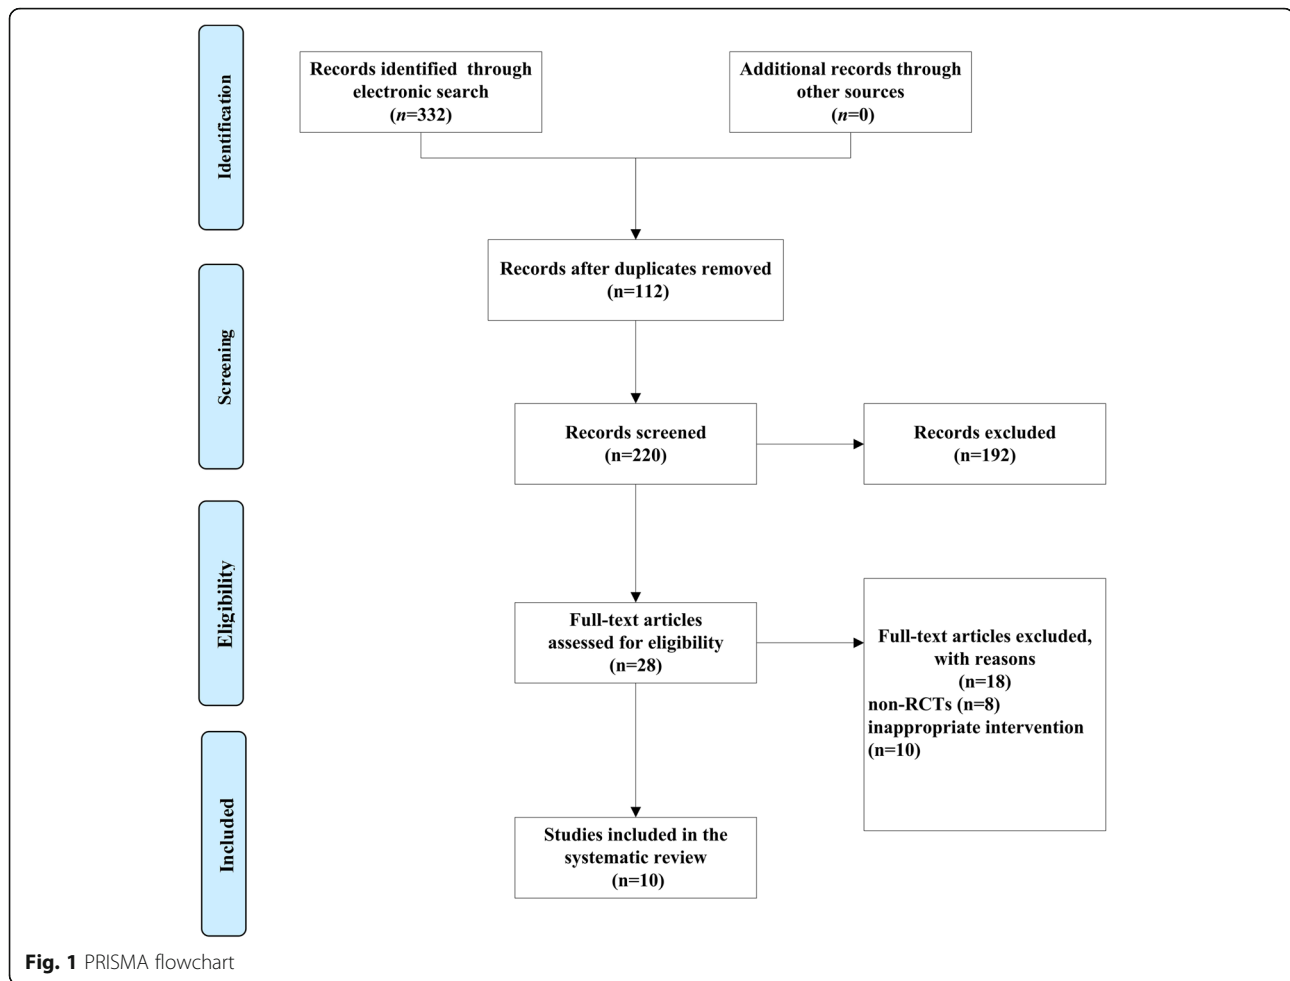 Identification
Records identified through
electronic search
(n=332)
Additional records through
other sources
(n=0)
Records after duplicates removed
(n=112)
Screening
Records screened
(n=220)
Records excluded
(n=192)
Eligibility
Full-text articles
assessed for eligibility
(n=28)
Full-text articles excluded,
with reasons
(n=18)
non-RCTs (n=8)
inappropriate intervention
(n=10)
Included
Studies included in the
systematic review
(n=10)
Fig. 1 PRISMA flowchart